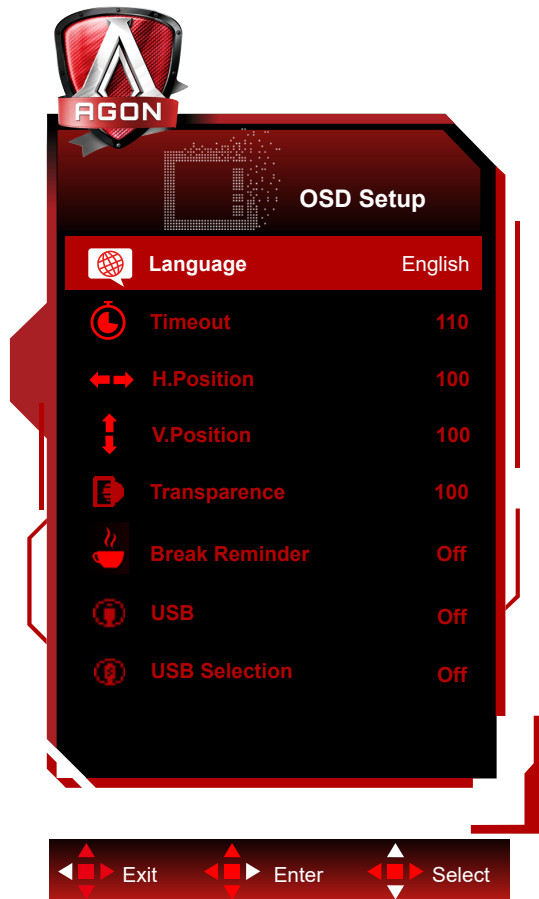 AGON
OSD Setup
Language English
Timeout 110
H.Position 100
V.Position 100
Transparence 100
Break Reminder Off
USB Off
USB Selection Off
Exit Enter Select